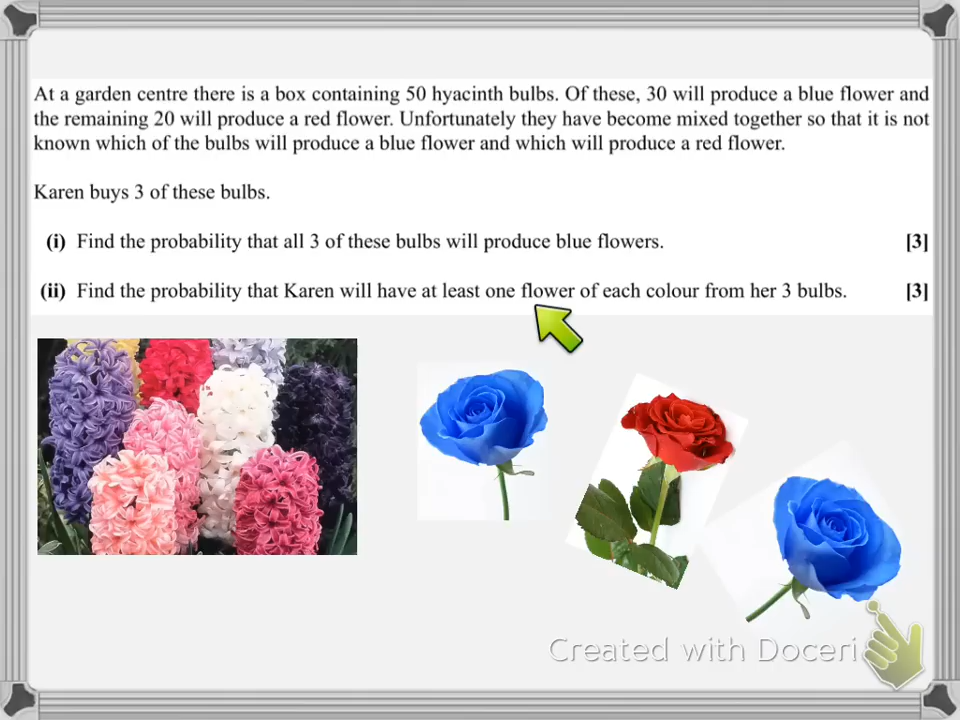 At a garden centre there is a box containing 50 hyacinth bulbs. Of these, 30 will produce a blue flower and
the remaining 20 will produce a red flower. Unfortunately they have become mixed together so that it is not
known which of the bulbs will produce a blue flower and which will produce a red flower.
Karen buys 3 of these bulbs.
(i) Find the probability that all 3 of these bulbs will produce blue flowers. [3]
(ii) Find the probability that Karen will have at least one flower of each colour from her 3 bulbs. [3]
Created with Doceri